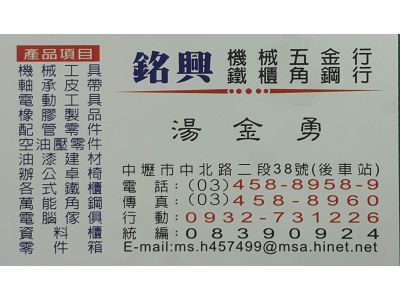 產品項目
機械工具
軸承皮帶
電動工具
橡膠製品
配管零件
空油壓零件
油漆建材
辦公桌椅
各式鐵櫃
萬能角鋼
電腦傢俱
資料櫃
零件箱
銘興 機械五金行
鐵櫃角鋼行
湯金勇
中壢市中北路二段38號(後車站)
電話:(03)458-8958-9
傳真:(03)458-8960
行動:0932-731226
統編:08390924
E-mail:ms.h457499@msa.hinet.net